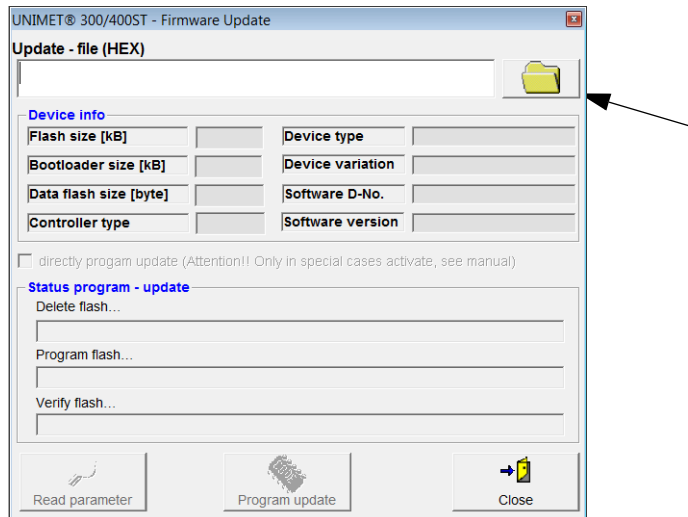 UNIMET® 300/400ST - Firmware Update
Update - file (HEX)
Device info
Flash size [kB]
Device type
Bootloader size [kB]
Device variation
Data flash size [byte]
Software D-No.
Controller type
Software version
directly progam update (Attention!! Only in special cases activate, see manual)
Status program - update
Delete flash...
Program flash...
Verify flash...
Read parameter
Program update
Close